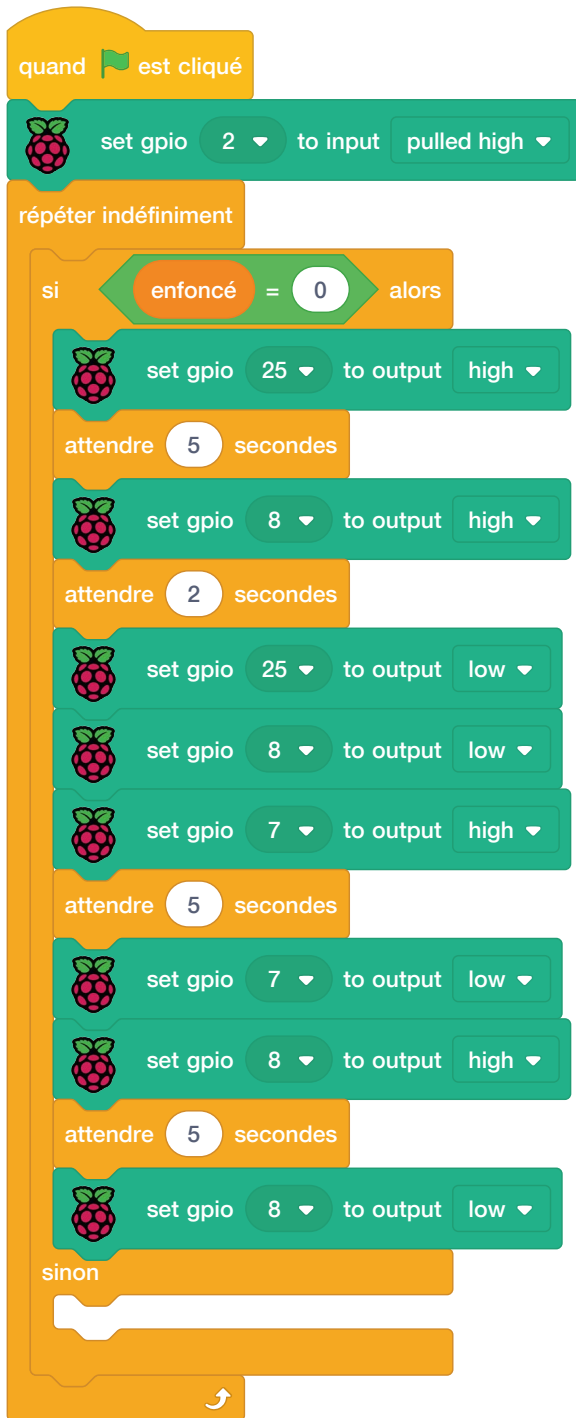 quand est cliqué
set gpio 2 to input pulled high
répéter indéfiniment
si enfoncé = 0 alors
set gpio 25 to output high
attendre 5 secondes
set gpio 8 to output high
attendre 2 secondes
set gpio 25 to output low
set gpio 8 to output low
set gpio 7 to output high
attendre 5 secondes
set gpio 7 to output low
set gpio 8 to output high
attendre 5 secondes
set gpio 8 to output low
sinon